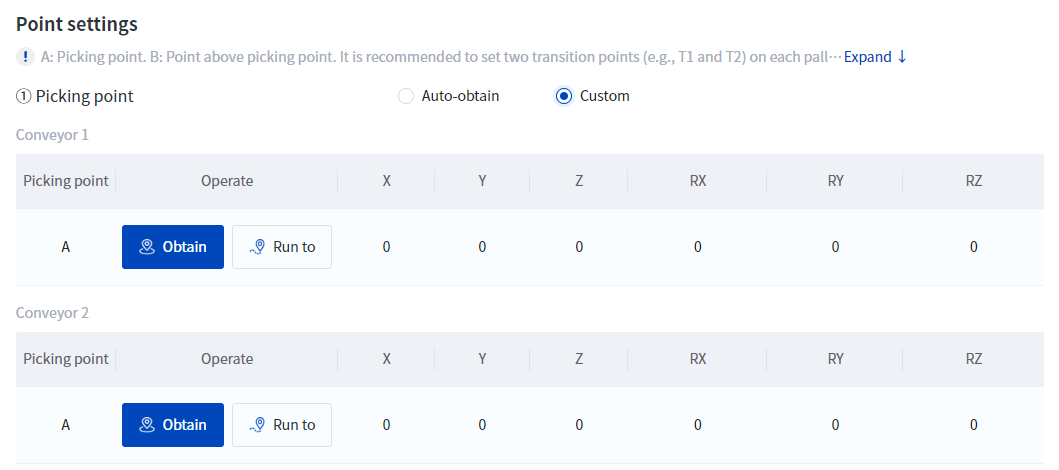 Point settings
! A: Picking point. B: Point above picking point. It is recommended to set two transition points (e.g., T1 and T2) on each pall··· Expand ↓
① Picking point Auto-obtain Custom
Conveyor 1
Picking point Operate X Y Z RX RY RZ
A Obtain Run to 0 0 0 0 0 0
Conveyor 2
Picking point Operate X Y Z RX RY RZ
A Obtain Run to 0 0 0 0 0 0